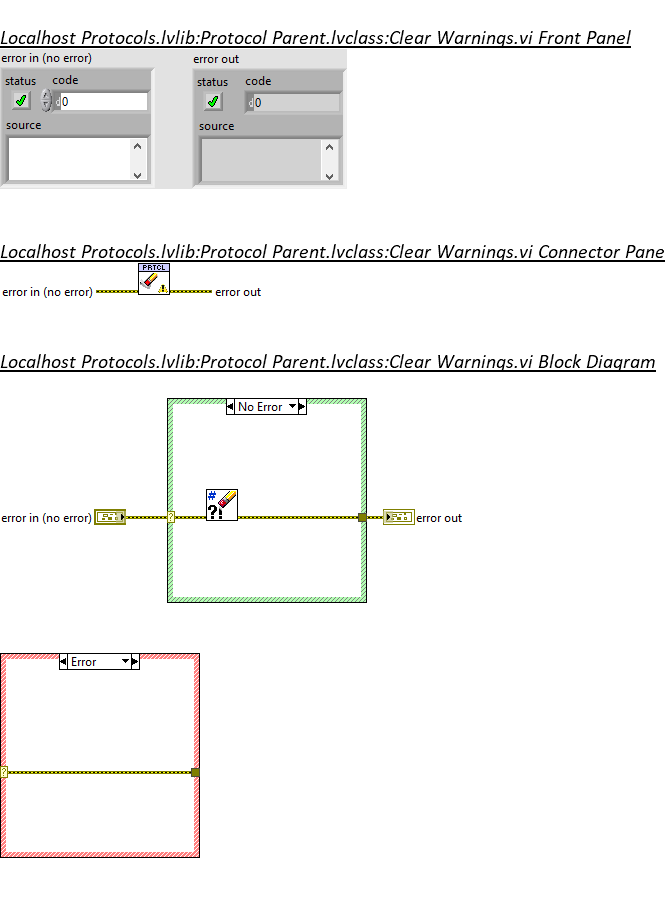 Localhost Protocols.lvlib:Protocol Parent.lvclass:Clear Warnings.vi Front Panel
error in (no error)
error out
status
code
status
code
d
0
d
0
source
source
Localhost Protocols.lvlib:Protocol Parent.lvclass:Clear Warnings.vi Connector Pane
PRTCL
error in (no error)
error out
Localhost Protocols.lvlib:Protocol Parent.lvclass:Clear Warnings.vi Block Diagram
No Error
#
?!
error in (no error)
?
error out
Error
?